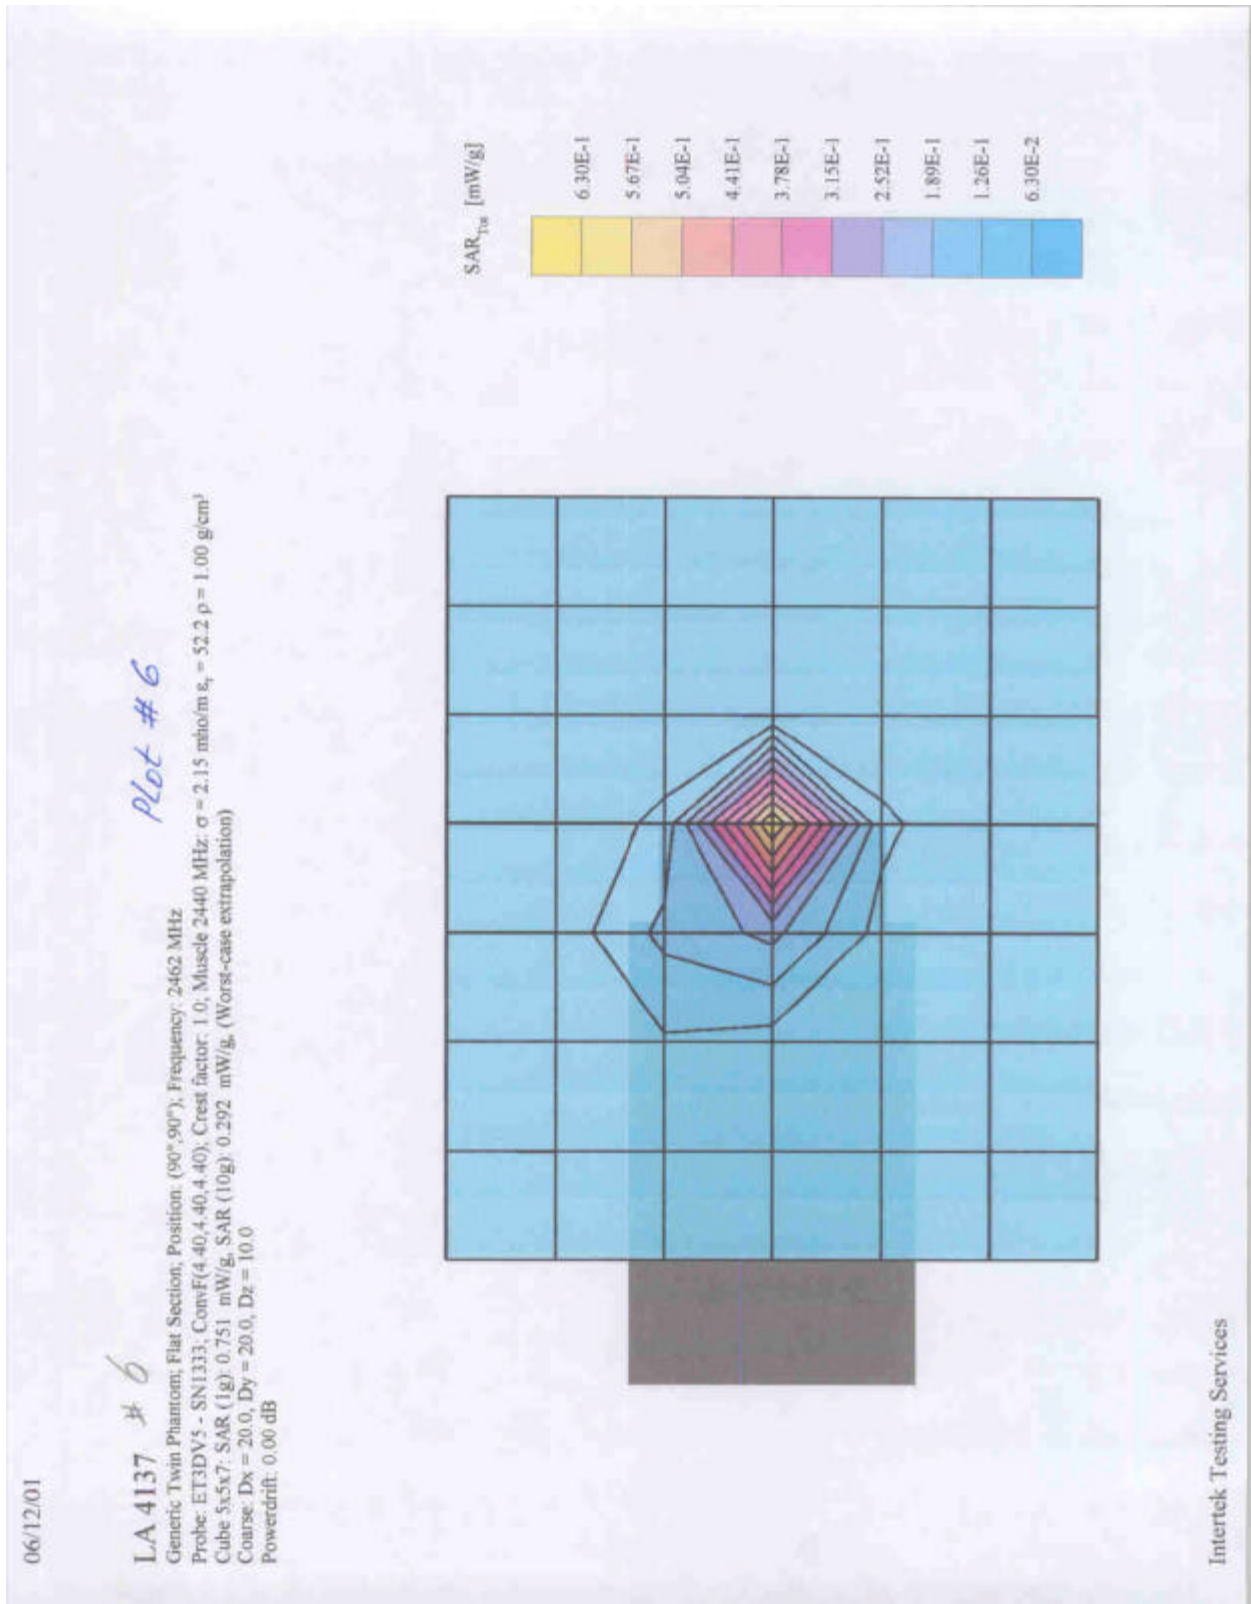 06/12/01
LA 4137 # 6
Plot # 6
Generic Twin Phantom; Flat Section; Position: (90°,90°); Frequency: 2462 MHz
Probe: ET3DV5 - SN1333; ConvF(4.40,4.40,4.40); Crest factor: 1.0; Muscle 2440 MHz: σ = 2.15 mho/m εr = 52.2 ρ = 1.00 g/cm³
Cube 5x5x7: SAR (1g): 0.751 mW/g, SAR (10g): 0.292 mW/g, (Worst-case extrapolation)
Coarse: Dx = 20.0, Dy = 20.0, Dz = 10.0
Powerdrift: 0.00 dB
SARTot [mW/g]
6.30E-1
5.67E-1
5.04E-1
4.41E-1
3.78E-1
3.15E-1
2.52E-1
1.89E-1
1.26E-1
6.30E-2
Intertek Testing Services